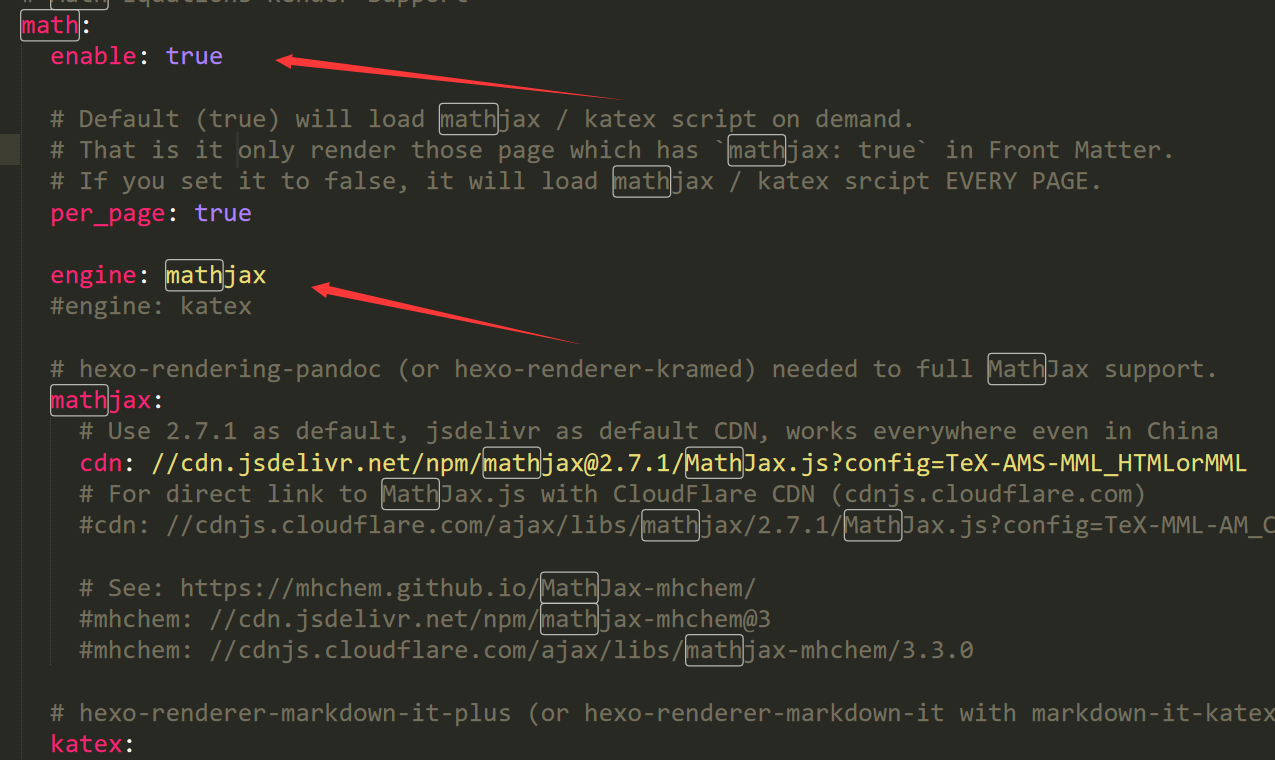 # Math Equations Render Support
math:
enable: true
# Default (true) will load mathjax / katex script on demand.
# That is it only render those page which has `mathjax: true` in Front Matter.
# If you set it to false, it will load mathjax / katex srcipt EVERY PAGE.
per_page: true
engine: mathjax
#engine: katex
# hexo-rendering-pandoc (or hexo-renderer-kramed) needed to full MathJax support.
mathjax:
# Use 2.7.1 as default, jsdelivr as default CDN, works everywhere even in China
cdn: //cdn.jsdelivr.net/npm/mathjax@2.7.1/MathJax.js?config=TeX-AMS-MML_HTMLorMML
# For direct link to MathJax.js with CloudFlare CDN (cdnjs.cloudflare.com)
#cdn: //cdnjs.cloudflare.com/ajax/libs/mathjax/2.7.1/MathJax.js?config=TeX-MML-AM_C
# See: https://mhchem.github.io/MathJax-mhchem/
#mhchem: //cdn.jsdelivr.net/npm/mathjax-mhchem@3
#mhchem: //cdnjs.cloudflare.com/ajax/libs/mathjax-mhchem/3.3.0
# hexo-renderer-markdown-it-plus (or hexo-renderer-markdown-it with markdown-it-katex
katex: